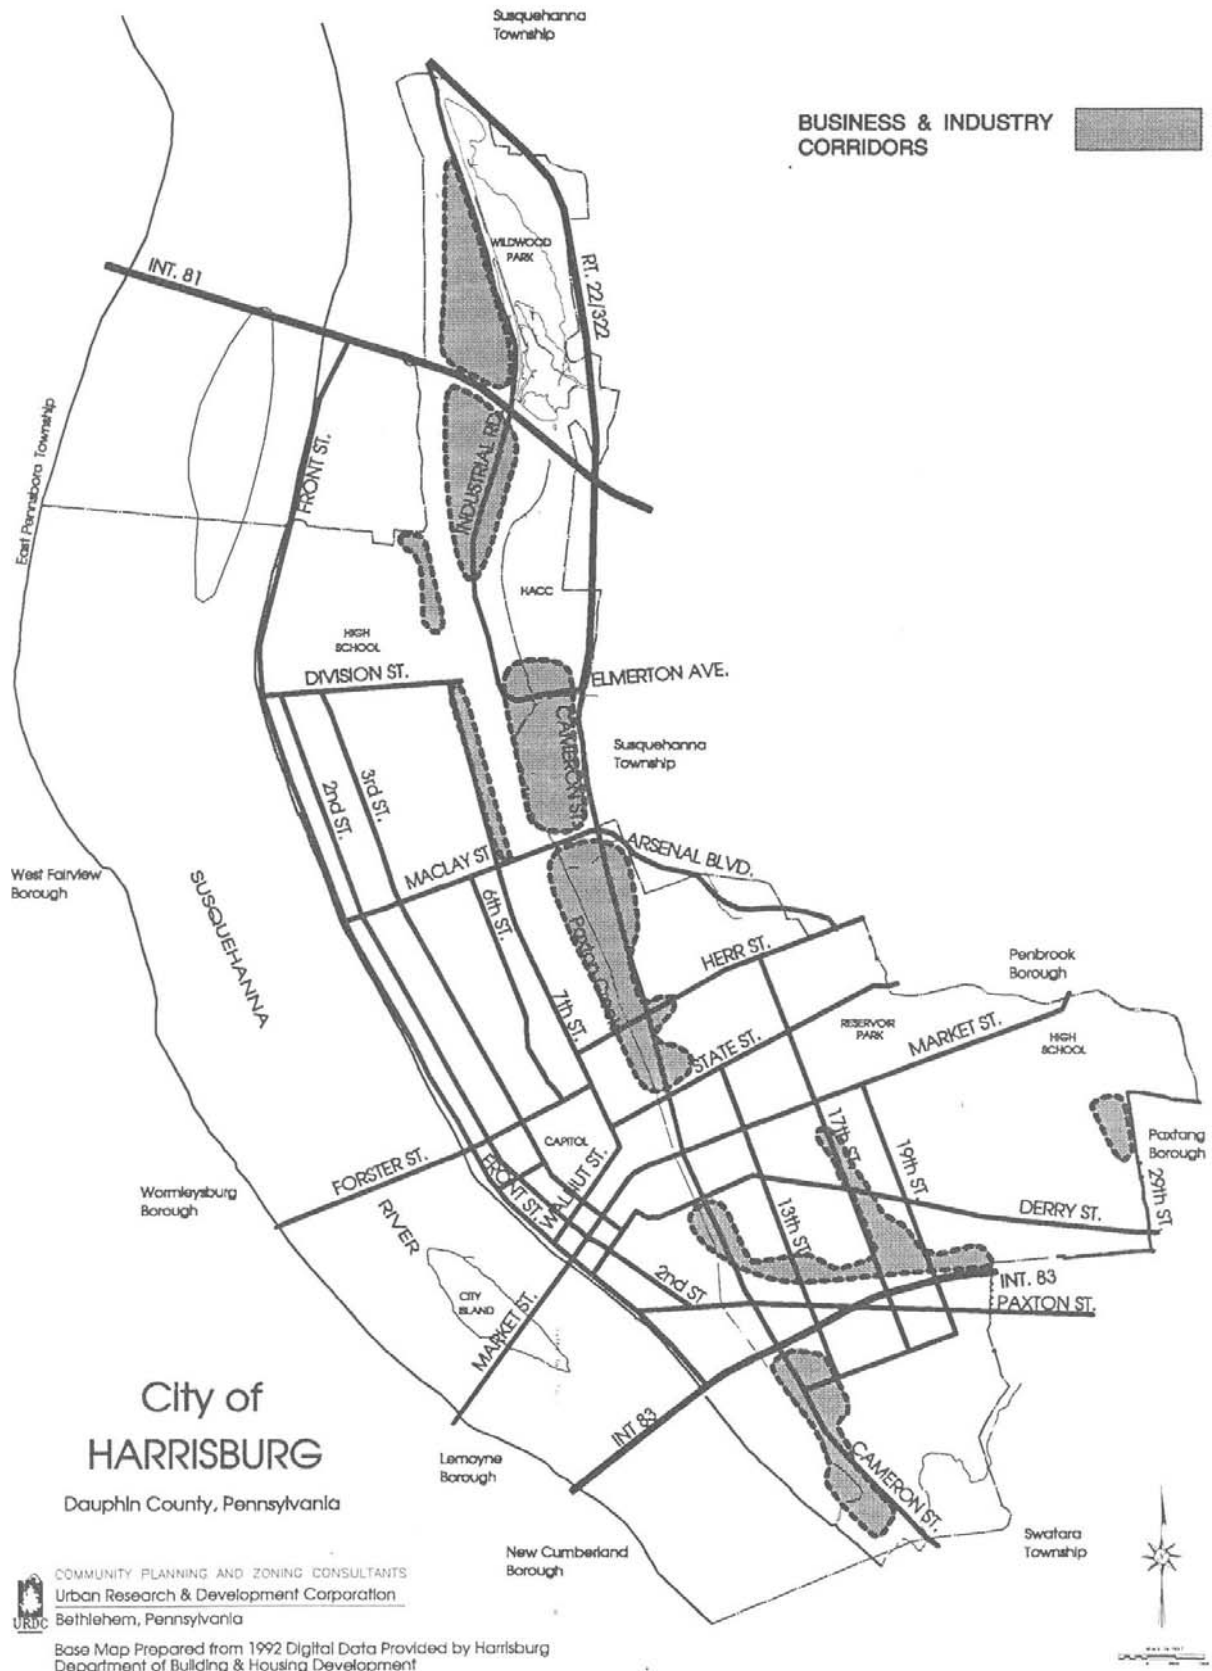 Susquehanna
Township
BUSINESS & INDUSTRY
CORRIDORS
WILDWOOD
PARK
INT. 81
RT. 22/322
East Pennsboro Township
FRONT ST.
INDUSTRIAL RD.
HACC
HIGH
SCHOOL
DIVISION ST.
ELMERTON AVE.
CAMERON ST.
Susquehanna
Township
2nd ST.
3rd ST.
MACLAY ST.
ARSENAL BLVD.
West Fairview
Borough
SUSQUEHANNA
6th ST.
Paxton Creek
HERR ST.
Penbrook
Borough
7th ST.
STATE ST.
RESERVOIR
PARK
MARKET ST.
HIGH
SCHOOL
CAPITOL
17th ST.
19th ST.
Paxtang
Borough
FORSTER ST.
FRONT ST.
WALNUT ST.
29th ST.
Wormleysburg
Borough
RIVER
13th ST.
DERRY ST.
2nd ST
INT. 83
PAXTON ST.
CITY
ISLAND
MARKET ST.
City of
HARRISBURG
Dauphin County, Pennsylvania
INT 83
CAMERON ST.
Lemoyne
Borough
New Cumberland
Borough
Swatara
Township
COMMUNITY PLANNING AND ZONING CONSULTANTS
Urban Research & Development Corporation
URDC
Bethlehem, Pennsylvania
Base Map Prepared from 1992 Digital Data Provided by Harrisburg
Department of Building & Housing Development